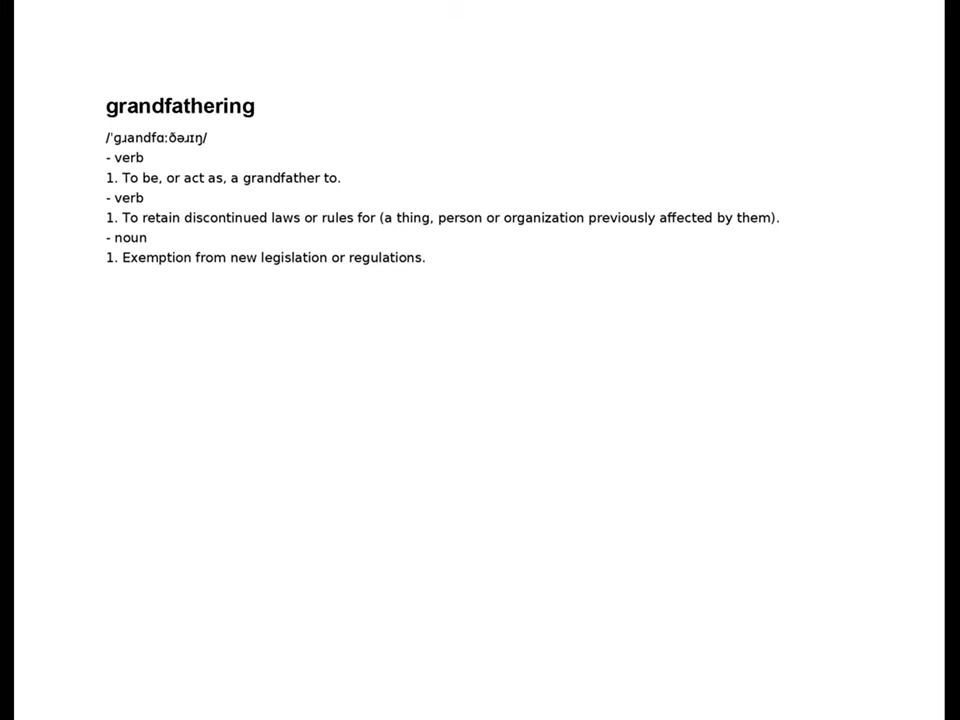 grandfathering
/ˈɡɹandfɑːðəɹɪŋ/
- verb
1. To be, or act as, a grandfather to.
- verb
1. To retain discontinued laws or rules for (a thing, person or organization previously affected by them).
- noun
1. Exemption from new legislation or regulations.